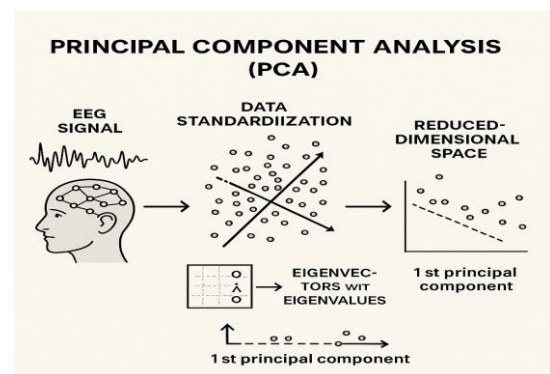 PRINCIPAL COMPONENT ANALYSIS
(PCA)
EEG
SIGNAL
DATA
STANDARDIIZATION
REDUCED-
DIMENSIONAL
SPACE
EIGENVEC-
TORS WIT
EIGENVALUES
1 st principal
component
1 st principal component